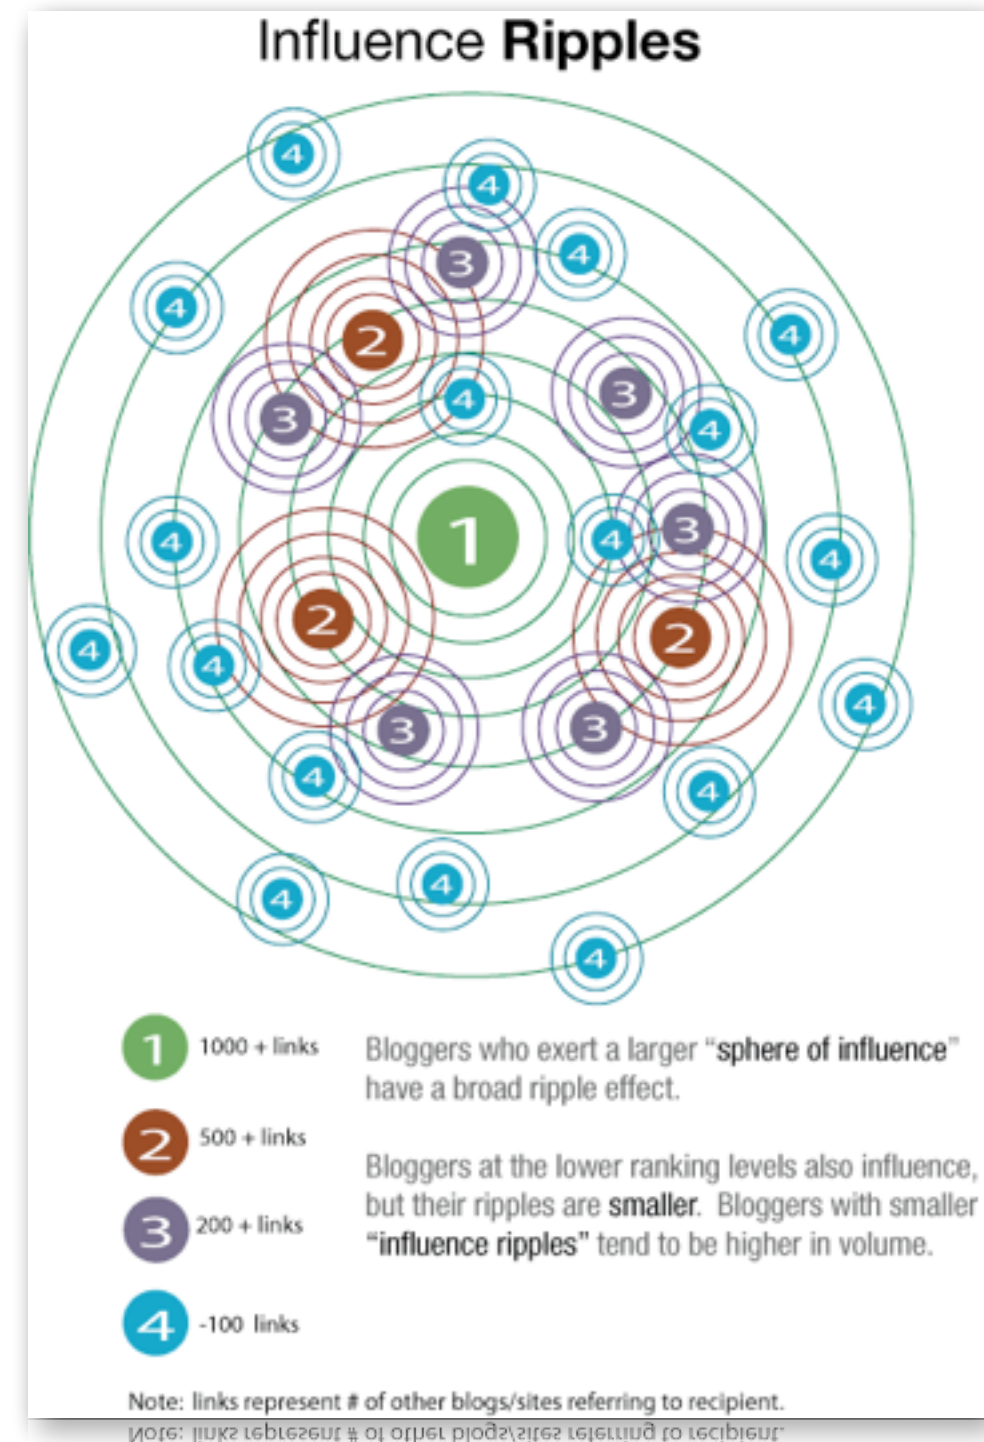 Influence Ripples
4
4
3
4
4
2
4
3
4
3
4
1
3
4
4
4
2
2
4
4
4
3
3
4
4
4
4
4
1 1000 + links
2 500 + links
3 200 + links
4 -100 links
Bloggers who exert a larger “sphere of influence”
have a broad ripple effect.
Bloggers at the lower ranking levels also influence,
but their ripples are smaller. Bloggers with smaller
“influence ripples” tend to be higher in volume.
Note: links represent # of other blogs/sites referring to recipient.